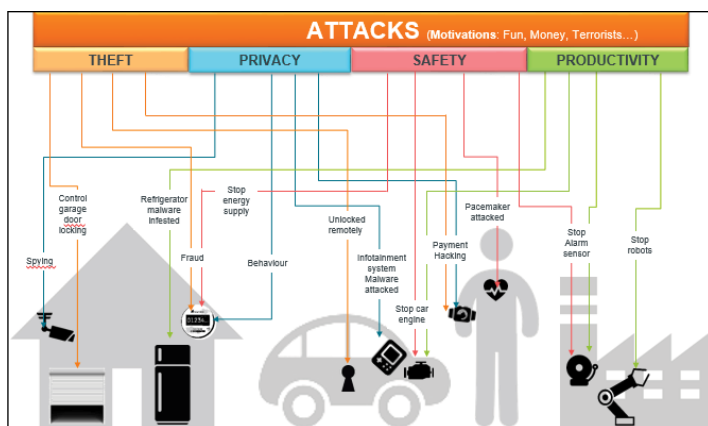 ATTACKS (Motivations: Fun, Money, Terrorists…)
THEFT
PRIVACY
SAFETY
PRODUCTIVITY
Control
garage
door
locking
Refrigerator
malware
infested
Stop
energy
supply
Spying
Fraud
Behaviour
Unlocked
remotely
Infotainment
system
Malware
attacked
Payment
Hacking
Pacemaker
attacked
Stop car
engine
Stop
Alarm
sensor
Stop
robots